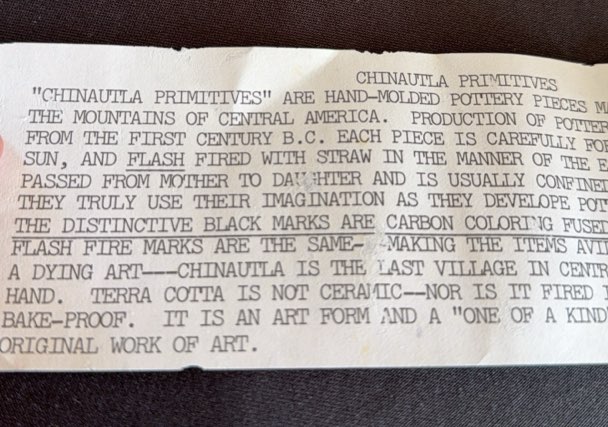 CHINAUTLA PRIMITIVES
"CHINAUTLA PRIMITIVES" ARE HAND-MOLDED POTTERY PIECES
THE MOUNTAINS OF CENTRAL AMERICA. PRODUCTION OF
FROM THE FIRST CENTURY B.C. EACH PIECE IS CAREFULLY
SUN, AND FLASH FIRED WITH STRAW IN THE MANNER OF THE
PASSED FROM MOTHER TO DAUGHTER AND IS USUALLY
THEY TRULY USE THEIR IMAGINATION AS THEY DEVELOPE
THE DISTINCTIVE BLACK MARKS ARE CARBON COLORING FUSED
FLASH FIRE MARKS ARE THE SAME- -MAKING THE ITEMS
A DYING ART---CHINAUTLA IS THE LAST VILLAGE IN
HAND. TERRA COTTA IS NOT CERAMIC--NOR IS IT FIRED
BAKE-PROOF. IT IS AN ART FORM AND A "ONE OF A KIND
ORIGINAL WORK OF ART.